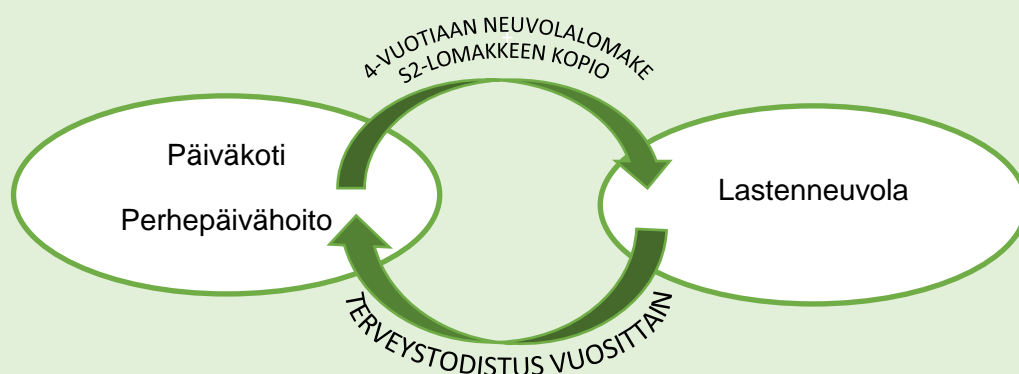 4-VUOTIAAN NEUVOLALOMAKE
S2-LOMAKKEEN KOPIO
Päiväkoti
Perhepäivähoito
Lastenneuvola
TERVEYSTODISTUS VUOSITTAIN